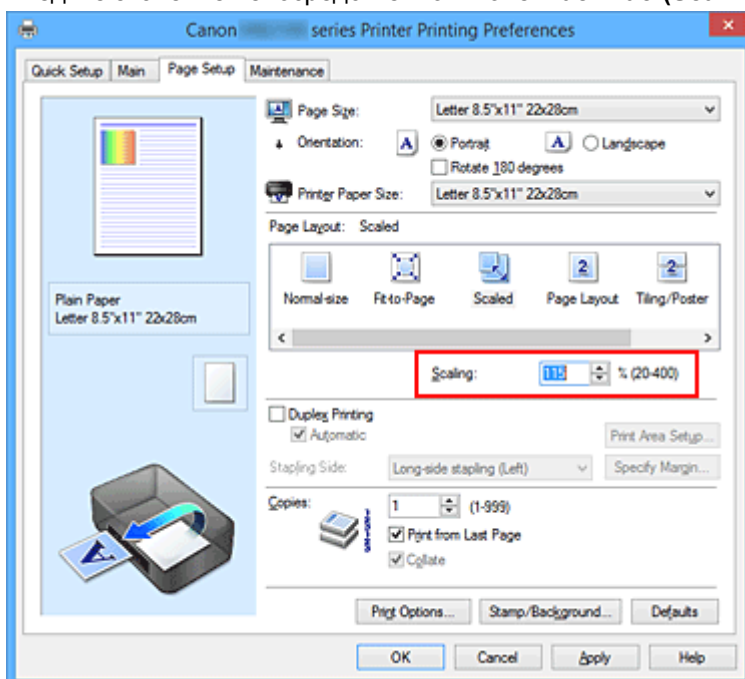 Canon series Printer Printing Preferences
Quick Setup Main Page Setup Maintenance
Page Size: Letter 8.5"x11" 22x28cm
Orientation: A Portrait A Landscape
Rotate 180 degrees
Printer Paper Size: Letter 8.5"x11" 22x28cm
Page Layout: Scaled
Normal-size Fit-to-Page Scaled Page Layout Tiling/Poster
Plain Paper
Letter 8.5"x11" 22x28cm
Scaling: 115 % (20-400)
Duplex Printing
Automatic
Print Area Setup...
Stapling Side: Long-side stapling (Left) Specify Margin...
Copies: 1 (1-999)
Print from Last Page
Collate
Print Options... Stamp/Background... Defaults
OK Cancel Apply Help